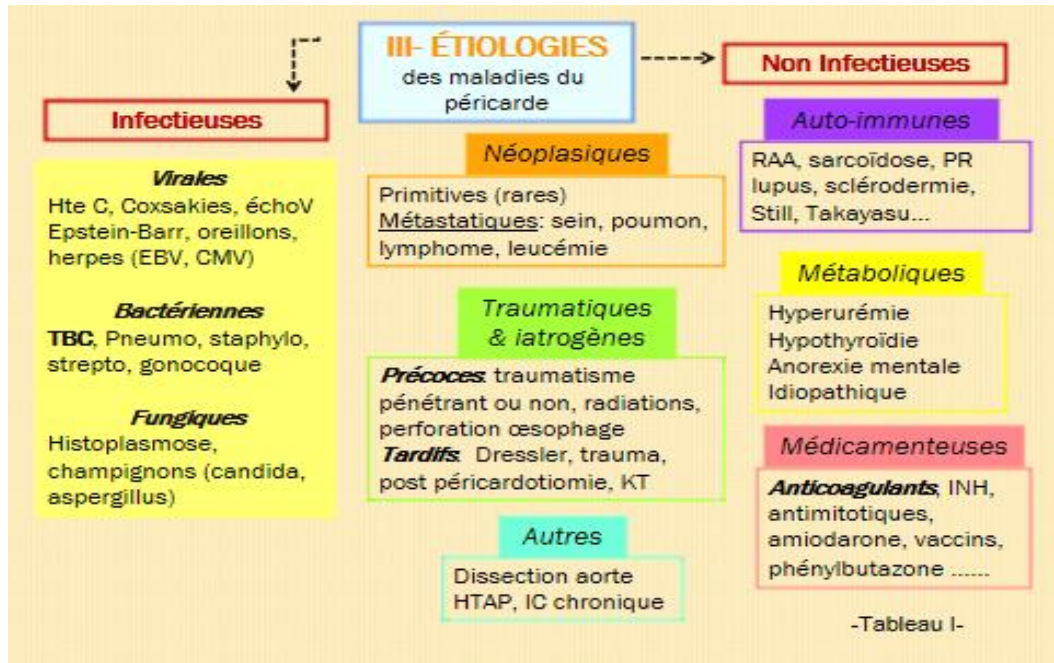 III- ÉTIOLOGIES
des maladies du
péricarde
Infectieuses
Virales
Hte C, Coxsakies, échoV
Epstein-Barr, oreillons,
herpes (EBV, CMV)
Bactériennes
TBC, Pneumo, staphylo,
strepto, gonocoque
Fungiques
Histoplasmose,
champignons (candida,
aspergillus)
Non Infectieuses
Néoplasiques
Primitives (rares)
Métastatiques: sein, poumon,
lymphome, leucémie
Traumatiques
& iatrogènes
Précoces: traumatisme
pénétrant ou non, radiations,
perforation œsophage
Tardifs: Dressler, trauma,
post péricardotiomie, KT
Autres
Dissection aorte
HTAP, IC chronique
Auto-immunes
RAA, sarcoïdose, PR
lupus, sclérodermie,
Still, Takayasu...
Métaboliques
Hyperurémie
Hypothyroïdie
Anorexie mentale
Idiopathique
Médicamenteuses
Anticoagulants, INH,
antimitotiques,
amiodarone, vaccins,
phénylbutazone ......
-Tableau I-